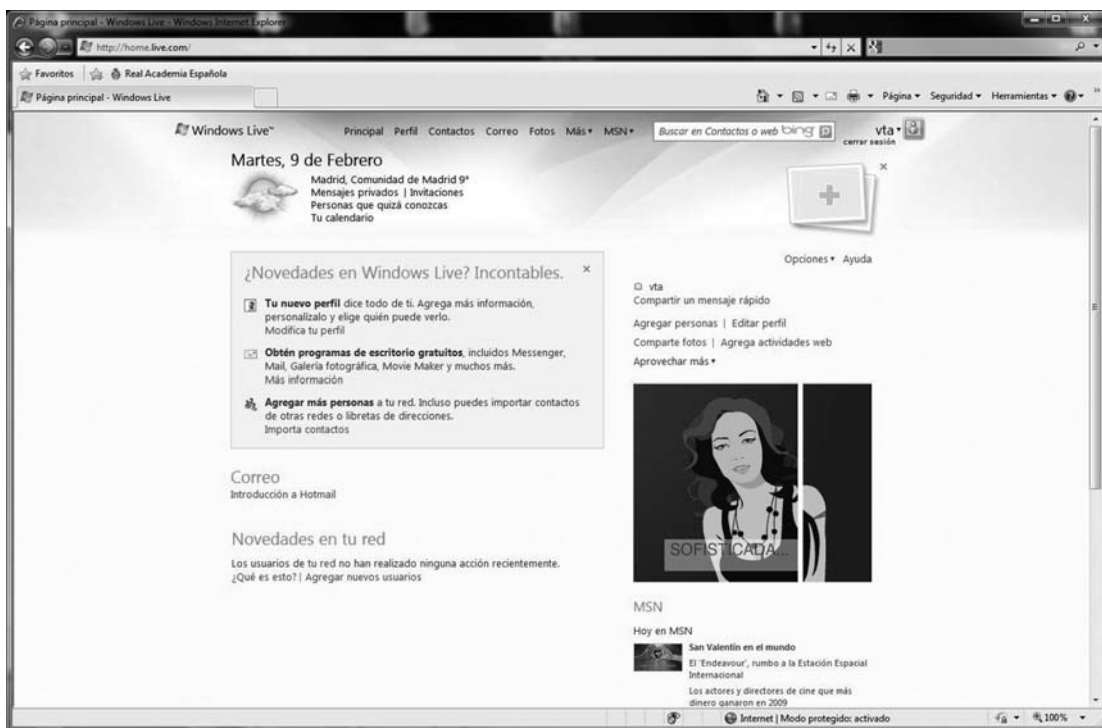 Página principal - Windows Live - Windows Internet Explorer
http://home.live.com/
Favoritos
Real Academia Española
Página principal - Windows Live
Página
Seguridad
Herramientas
Windows Live™
Principal Perfil Contactos Correo Fotos Más MSN
Buscar en Contactos o web bing
vta
cerrar sesión
Martes, 9 de Febrero
Madrid, Comunidad de Madrid 9°
Mensajes privados | Invitaciones
Personas que quizá conozcas
Tu calendario
Opciones Ayuda
¿Novedades en Windows Live? Incontables.
Tu nuevo perfil dice todo de ti. Agrega más información,
personalízalo y elige quién puede verlo.
Modifica tu perfil
Obtén programas de escritorio gratuitos, incluidos Messenger,
Mail, Galería fotográfica, Movie Maker y muchos más.
Más información
Agregar más personas a tu red. Incluso puedes importar contactos
de otras redes o libretas de direcciones.
Importa contactos
Correo
Introducción a Hotmail
Novedades en tu red
Los usuarios de tu red no han realizado ninguna acción recientemente.
¿Qué es esto? | Agregar nuevos usuarios
vta
Compartir un mensaje rápido
Agregar personas | Editar perfil
Comparte fotos | Agrega actividades web
Aprovechar más
SOFISTICADA...
MSN
Hoy en MSN
San Valentín en el mundo
El 'Endeavour', rumbo a la Estación Espacial
Internacional
Los actores y directores de cine que más
dinero ganaron en 2009
Internet | Modo protegido: activado
100%